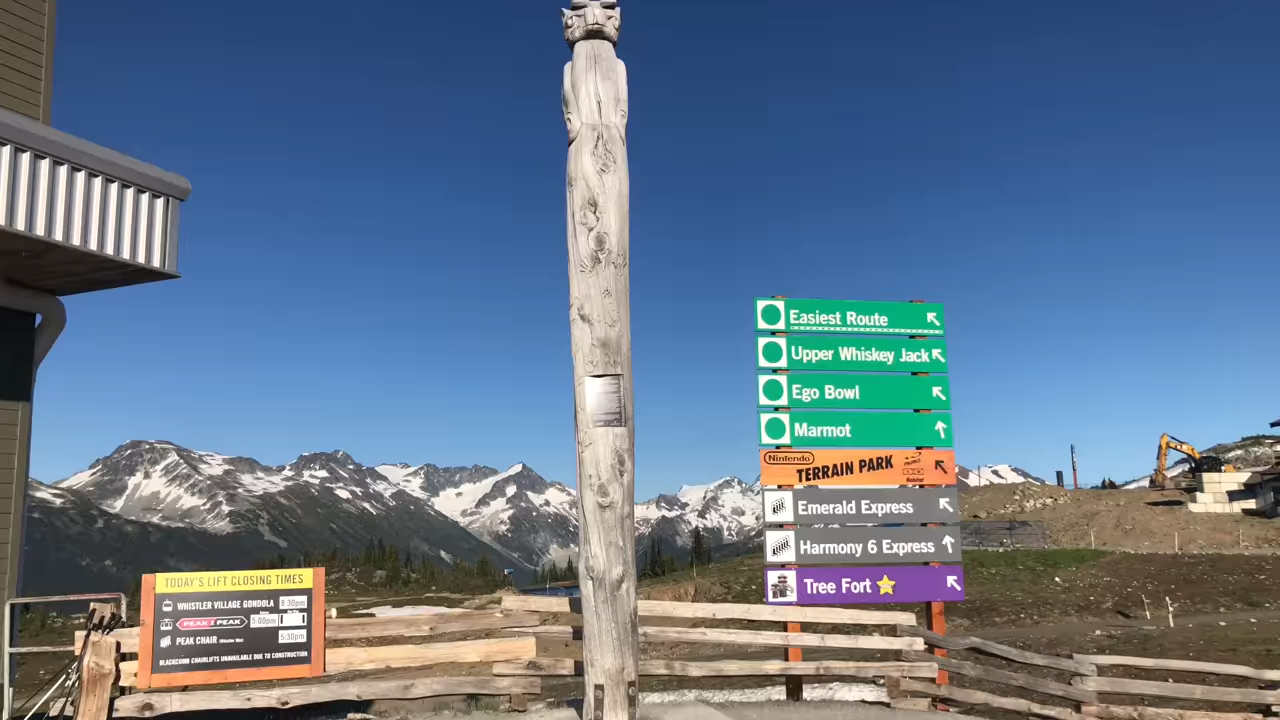 Easiest Route
Upper Whiskey Jack
Ego Bowl
Marmot
Nintendo
TERRAIN PARK
Emerald Express
Harmony 6 Express
Tree Fort
TODAY'S LIFT CLOSING TIMES
WHISTLER VILLAGE GONDOLA 8:30pm
PEAK 2 PEAK 5:00pm
PEAK CHAIR 5:30pm
BLACKCOMB CHAIRLIFTS UNAVAILABLE DUE TO CONSTRUCTION